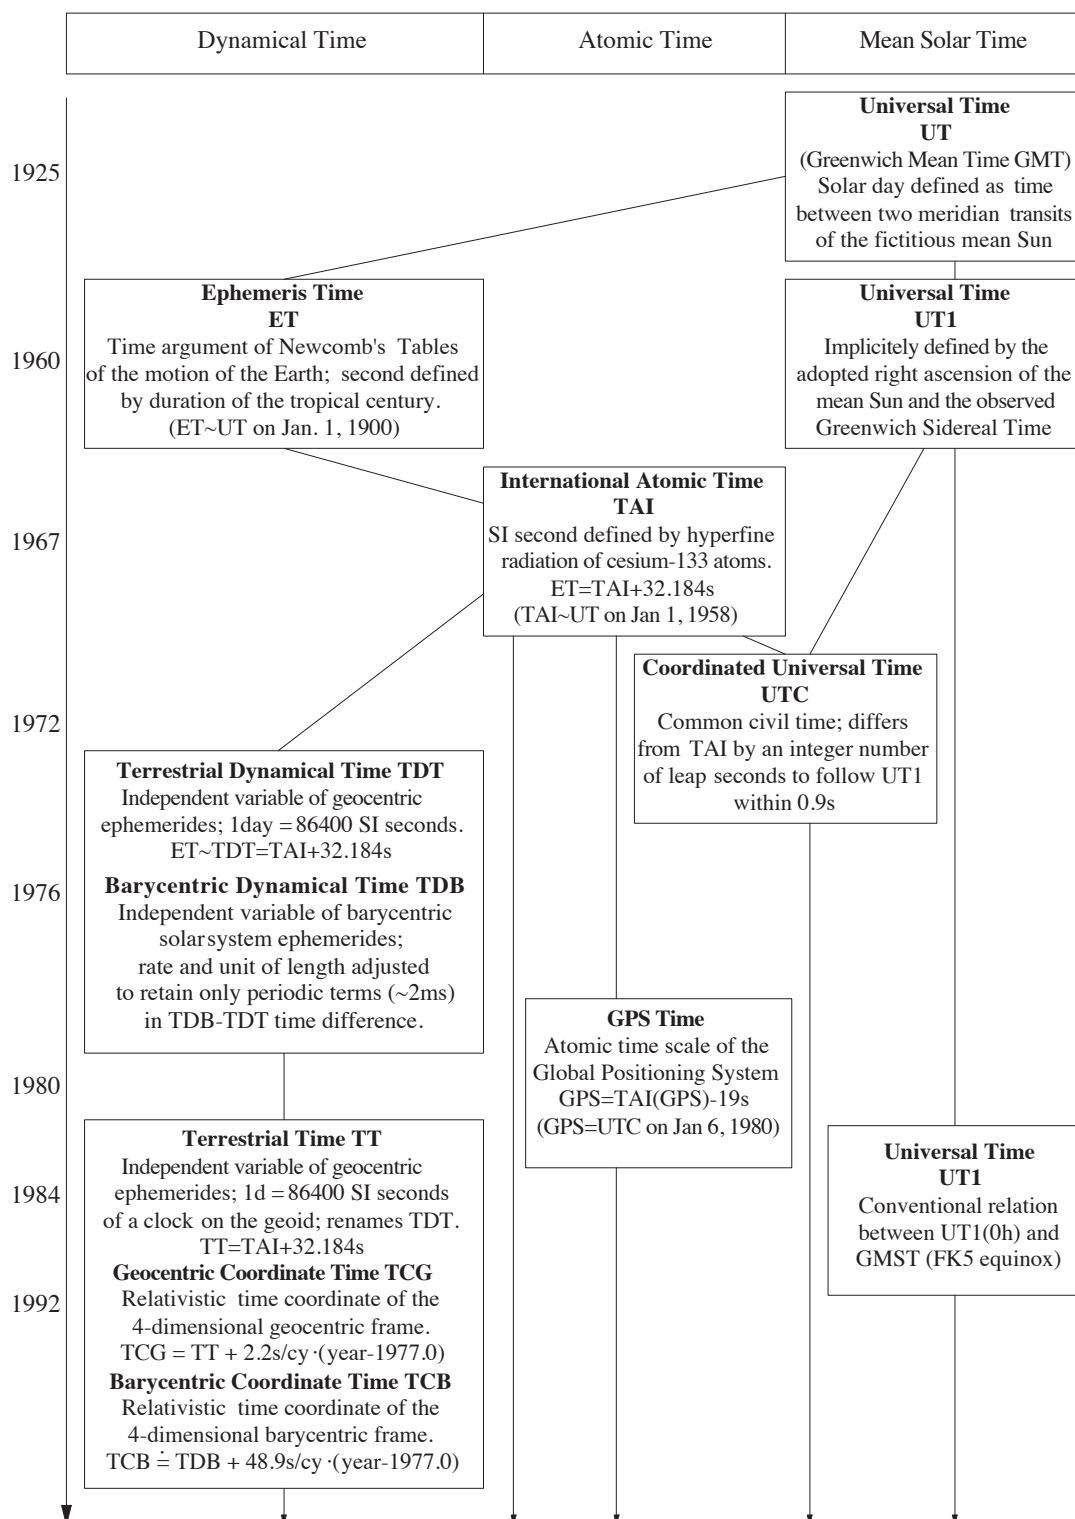 Dynamical Time
Atomic Time
Mean Solar Time
1925
1960
1967
1972
1976
1980
1984
1992
Universal Time
UT
(Greenwich Mean Time GMT)
Solar day defined as time
between two meridian transits
of the fictitious mean Sun
Ephemeris Time
ET
Time argument of Newcomb's Tables
of the motion of the Earth; second defined
by duration of the tropical century.
(ET~UT on Jan. 1, 1900)
Universal Time
UT1
Implicitely defined by the
adopted right ascension of the
mean Sun and the observed
Greenwich Sidereal Time
International Atomic Time
TAI
SI second defined by hyperfine
radiation of cesium-133 atoms.
ET=TAI+32.184s
(TAI~UT on Jan 1, 1958)
Coordinated Universal Time
UTC
Common civil time; differs
from TAI by an integer number
of leap seconds to follow UT1
within 0.9s
Terrestrial Dynamical Time TDT
Independent variable of geocentric
ephemerides; 1day = 86400 SI seconds.
ET~TDT=TAI+32.184s
Barycentric Dynamical Time TDB
Independent variable of barycentric
solarsystem ephemerides;
rate and unit of length adjusted
to retain only periodic terms (~2ms)
in TDB-TDT time difference.
GPS Time
Atomic time scale of the
Global Positioning System
GPS=TAI(GPS)-19s
(GPS=UTC on Jan 6, 1980)
Terrestrial Time TT
Independent variable of geocentric
ephemerides; 1d = 86400 SI seconds
of a clock on the geoid; renames TDT.
TT=TAI+32.184s
Geocentric Coordinate Time TCG
Relativistic time coordinate of the
4-dimensional geocentric frame.
TCG = TT + 2.2s/cy·(year-1977.0)
Barycentric Coordinate Time TCB
Relativistic time coordinate of the
4-dimensional barycentric frame.
TCB ≐ TDB + 48.9s/cy·(year-1977.0)
Universal Time
UT1
Conventional relation
between UT1(0h) and
GMST (FK5 equinox)